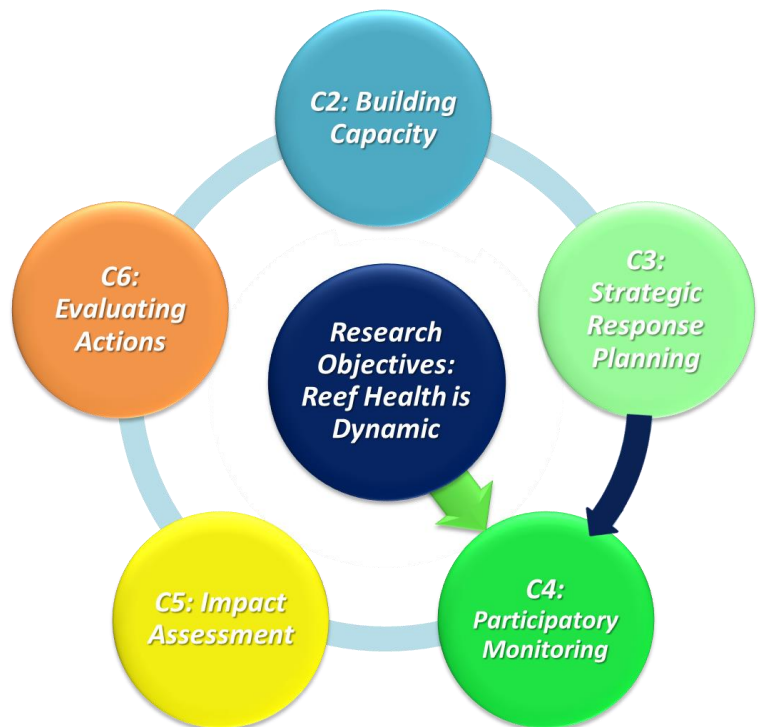 C2: Building
Capacity
C3:
Strategic
Response
Planning
C6:
Evaluating
Actions
Research
Objectives:
Reef Health is
Dynamic
C5: Impact
Assessment
C4:
Participatory
Monitoring